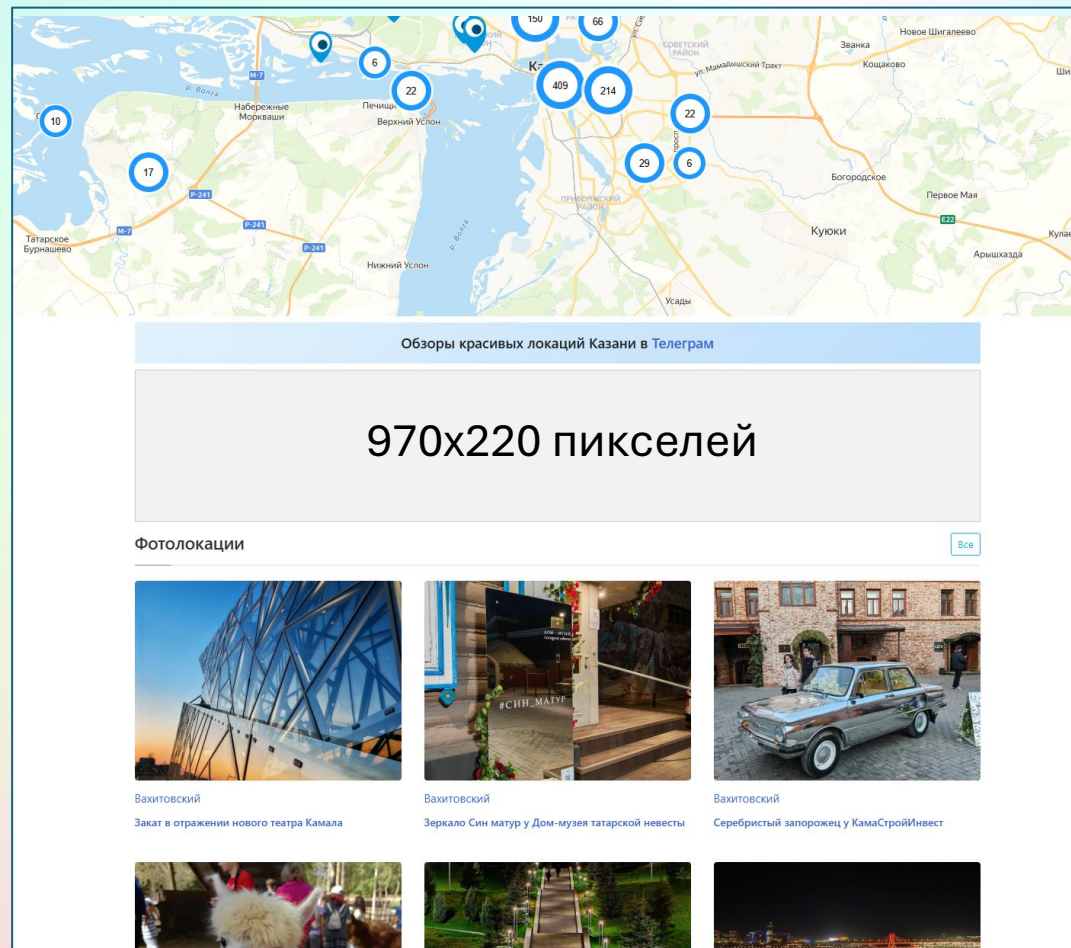 150
66
СОВЕТСКИЙ
РАЙОН
Новое Шигалеево
Званка
Кощаково
ул. Мамадышский Тракт
6
М-7
р. Волга
22
409
214
Набережные
Моркваши
Верхний Услон
22
10
17
29
6
Богородское
Р-241
Первое Мая
ПРИВОЛЖСКИЙ
РАЙОН
М-7
Р-241
Е22
Куюки
Татарское
Бурнашево
Р-241
р. Волга
Арышхазда
Нижний Услон
Усады
Обзоры красивых локаций Казани в Телеграм
970x220 пикселей
Фотолокации
Все
#СИН_МАТУР
Вахитовский
Вахитовский
Вахитовский
Закат в отражении нового театра Камала
Зеркало Син матур у Дом-музея татарской невесты
Серебристый запорожец у КамаСтройИнвест